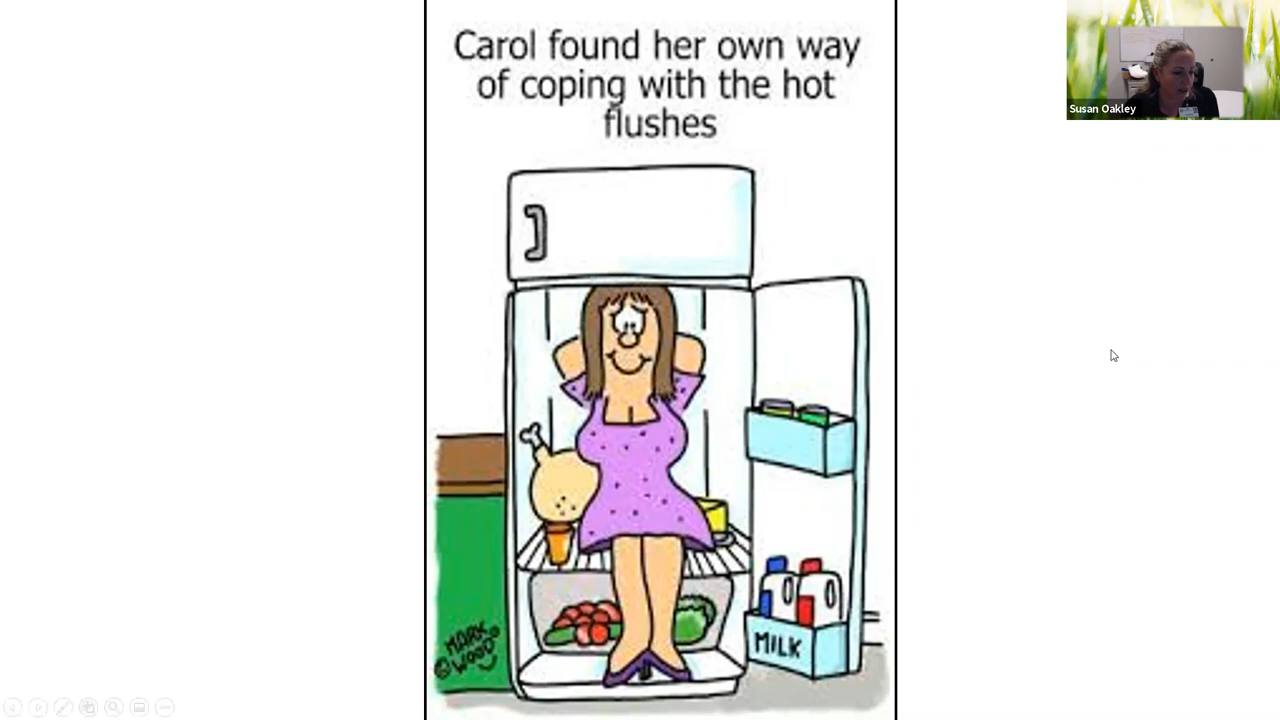 Carol found her own way
of coping with the hot
flushes
Susan Oakley
MILK
MARK
© WOOD